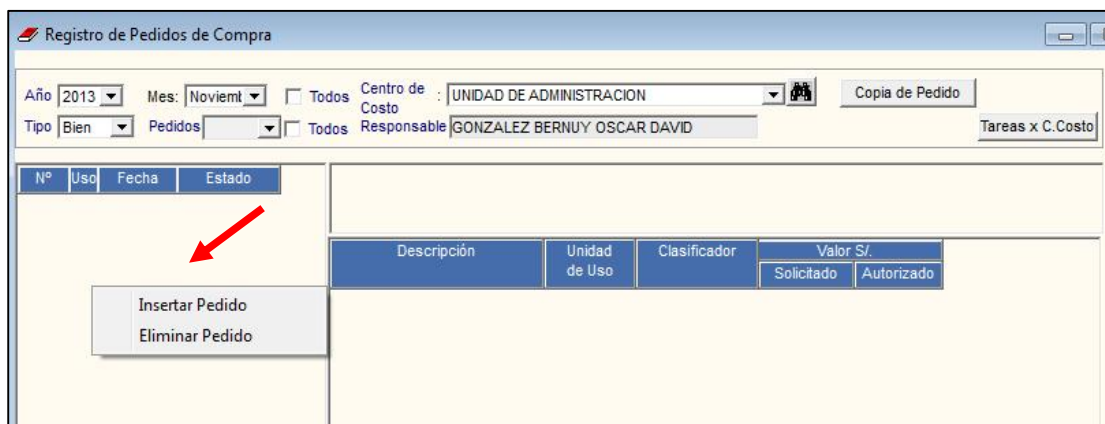 Registro de Pedidos de Compra
Año 2013 Mes: Noviemt Todos Centro de Costo : UNIDAD DE ADMINISTRACION Copia de Pedido
Tipo Bien Pedidos Todos Responsable GONZALEZ BERNUY OSCAR DAVID Tareas x C.Costo
Nº Uso Fecha Estado
Descripción Unidad de Uso Clasificador Valor S/.
Solicitado Autorizado
Insertar Pedido
Eliminar Pedido